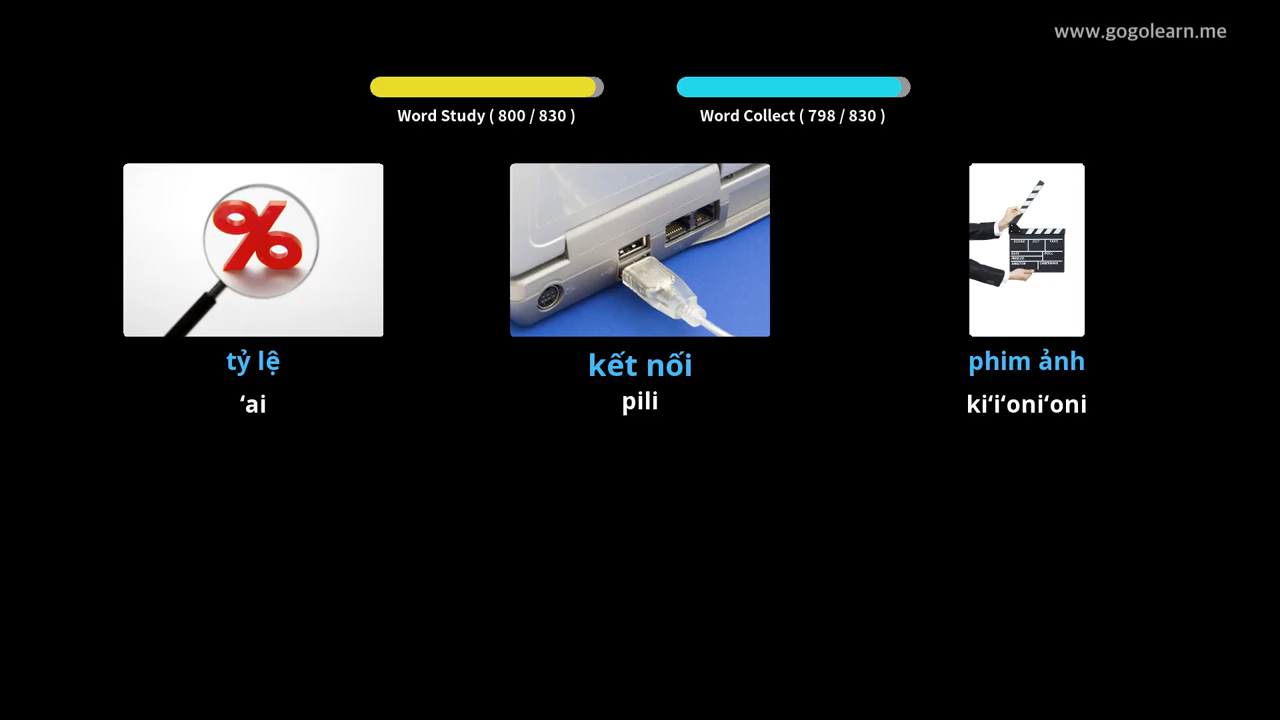 www.gogolearn.me
Word Study ( 800 / 830 )
Word Collect ( 798 / 830 )
%
tỷ lệ
kết nối
phim ảnh
ʻai
pili
kiʻiʻoniʻoni